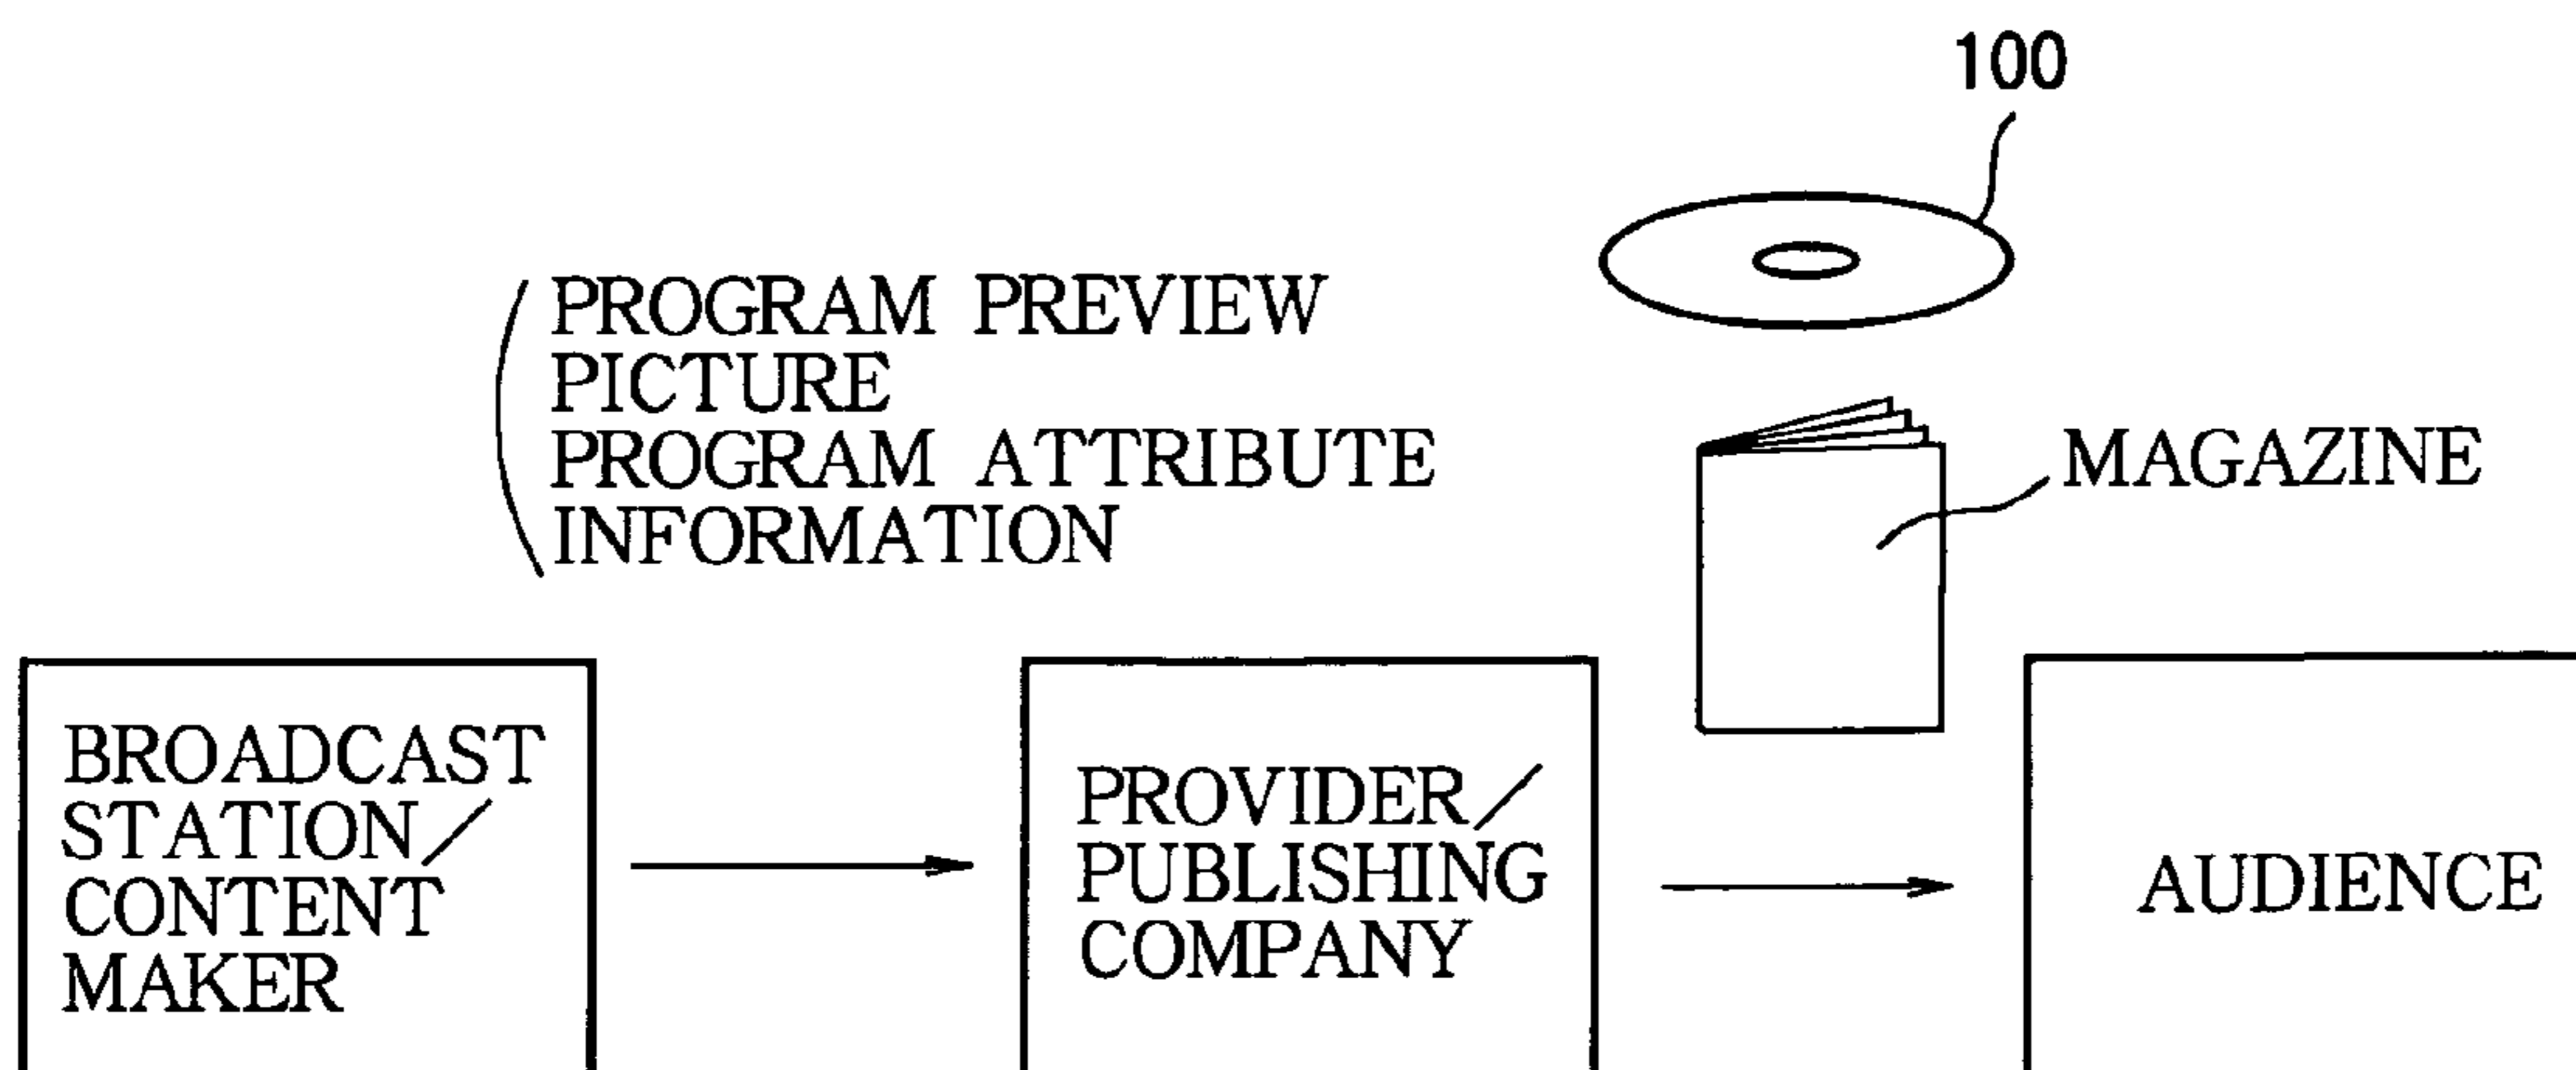 100
PROGRAM PREVIEW
PICTURE
PROGRAM ATTRIBUTE
INFORMATION
MAGAZINE
BROADCAST
STATION/
CONTENT
MAKER
PROVIDER/
PUBLISHING
COMPANY
AUDIENCE